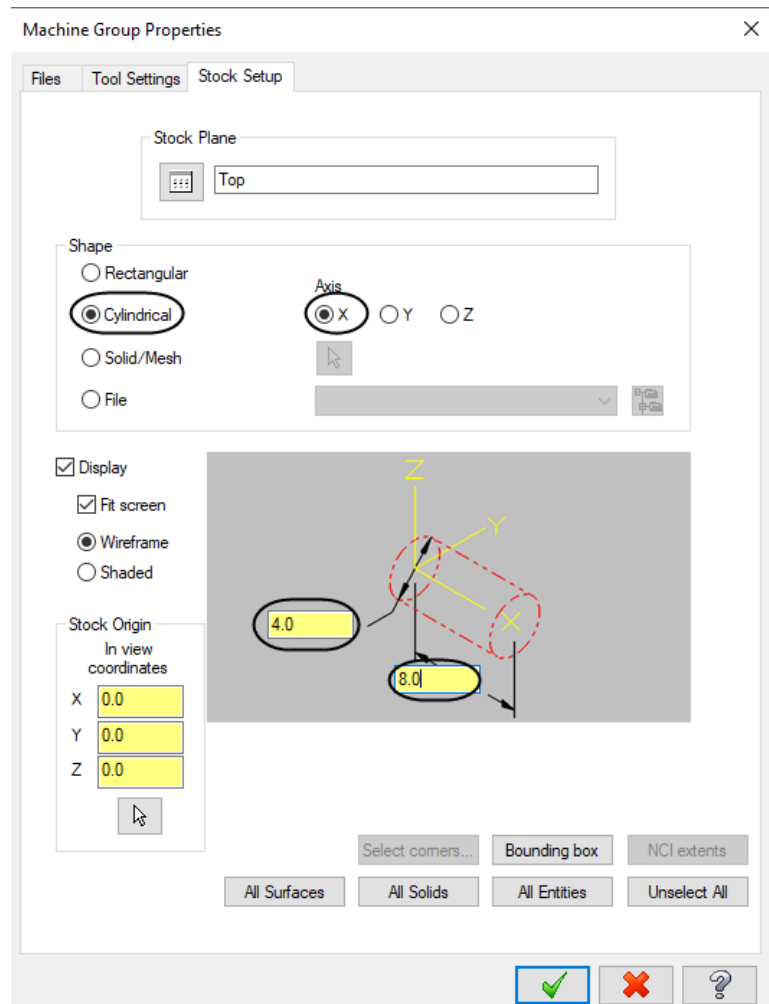 Machine Group Properties
Files Tool Settings Stock Setup
Stock Plane
Top
Shape
Rectangular
Axis
Cylindrical X Y Z
Solid/Mesh
File
Display
Fit screen
Wireframe
Shaded
Z
Y
X
4.0
8.0
Stock Origin
In view
coordinates
X 0.0
Y 0.0
Z 0.0
Select corners... Bounding box NCI extents
All Surfaces All Solids All Entities Unselect All